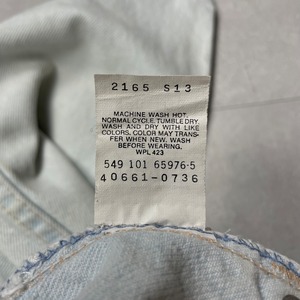 2165 S13
MACHINE WASH HOT,
NORMAL CYCLE TUMBLE DRY.
WASH AND DRY WITH LIKE
COLORS. COLOR MAY TRANS-
FER WHEN NEW. WASH
BEFORE WEARING.
WPL 423
549 101 65976-5
40661-0736